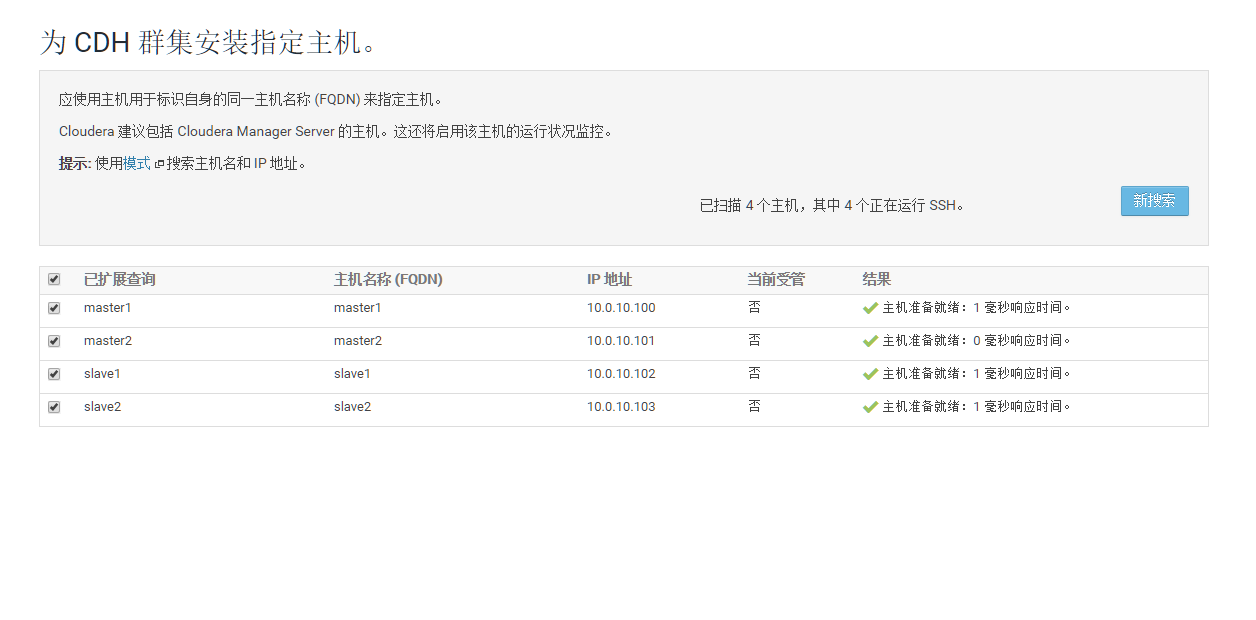 为 CDH 群集安装指定主机。
应使用主机用于标识自身的同一主机名称 (FQDN) 来指定主机。
Cloudera 建议包括 Cloudera Manager Server 的主机。这还将启用该主机的运行状况监控。
提示: 使用模式 搜索主机名和 IP 地址。
已扫描 4 个主机，其中 4 个正在运行 SSH。
新搜索
已扩展查询 主机名称 (FQDN) IP 地址 当前受管 结果
master1 master1 10.0.10.100 否 主机准备就绪：1 毫秒响应时间。
master2 master2 10.0.10.101 否 主机准备就绪：0 毫秒响应时间。
slave1 slave1 10.0.10.102 否 主机准备就绪：1 毫秒响应时间。
slave2 slave2 10.0.10.103 否 主机准备就绪：1 毫秒响应时间。